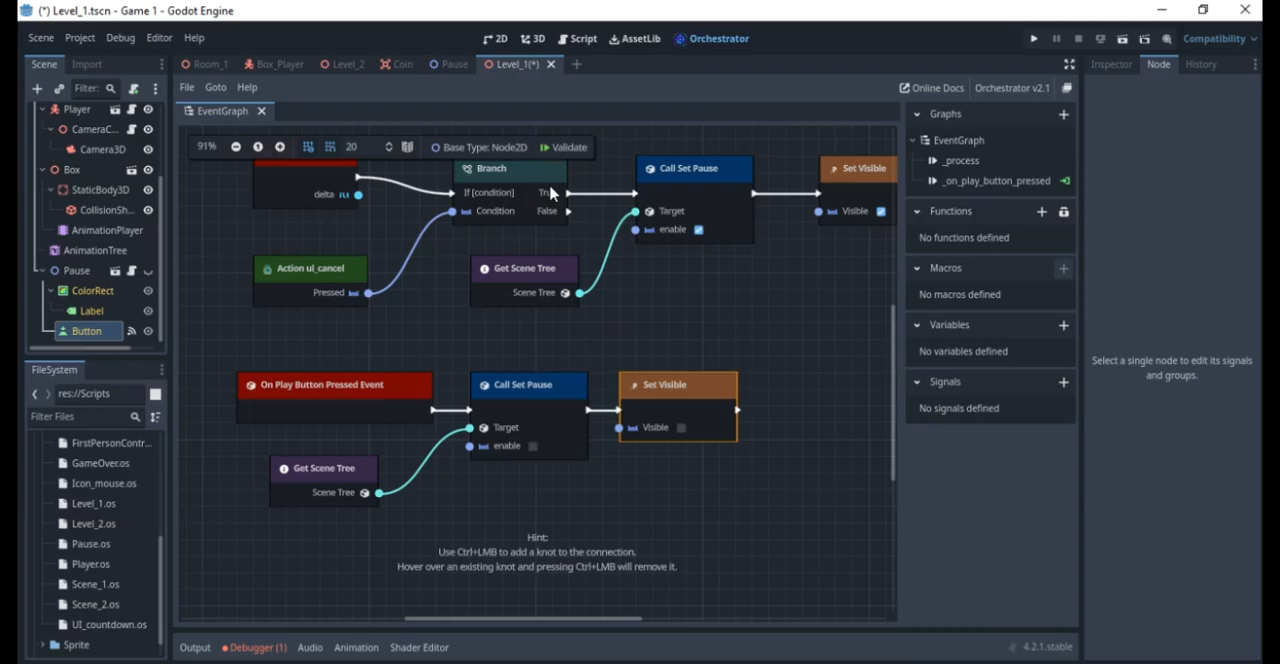 (*) Level_1.tscn - Game 1 - Godot Engine
Scene Project Debug Editor Help
2D 3D Script AssetLib Orchestrator
Compatibility
Scene Import
Room_1 Box_Player Level_2 Coin Pause Level_1(*)
Inspector Node History
Filter:
File Goto Help
Online Docs Orchestrator v2.1
Player
CameraC...
Camera3D
Box
StaticBody3D
CollisionSh...
AnimationPlayer
AnimationTree
Pause
ColorRect
Label
Button
EventGraph
91% 20 Base Type: Node2D Validate
delta
Branch
If [condition] Tru
Condition False
Call Set Pause
Target
enable
Set Visible
Visible
Action ui_cancel
Pressed
Get Scene Tree
Scene Tree
On Play Button Pressed Event
Call Set Pause
Target
enable
Set Visible
Visible
Get Scene Tree
Scene Tree
Hint:
Use Ctrl+LMB to add a knot to the connection.
Hover over an existing knot and pressing Ctrl+LMB will remove it.
Graphs
EventGraph
_process
_on_play_button_pressed
Functions
No functions defined
Macros
No macros defined
Variables
No variables defined
Signals
No signals defined
Select a single node to edit its signals
and groups.
FileSystem
res://Scripts
Filter Files
FirstPersonContr...
GameOver.os
Icon_mouse.os
Level_1.os
Level_2.os
Pause.os
Player.os
Scene_1.os
Scene_2.os
UI_countdown.os
Sprite
Output Debugger (1) Audio Animation Shader Editor
4.2.1.stable